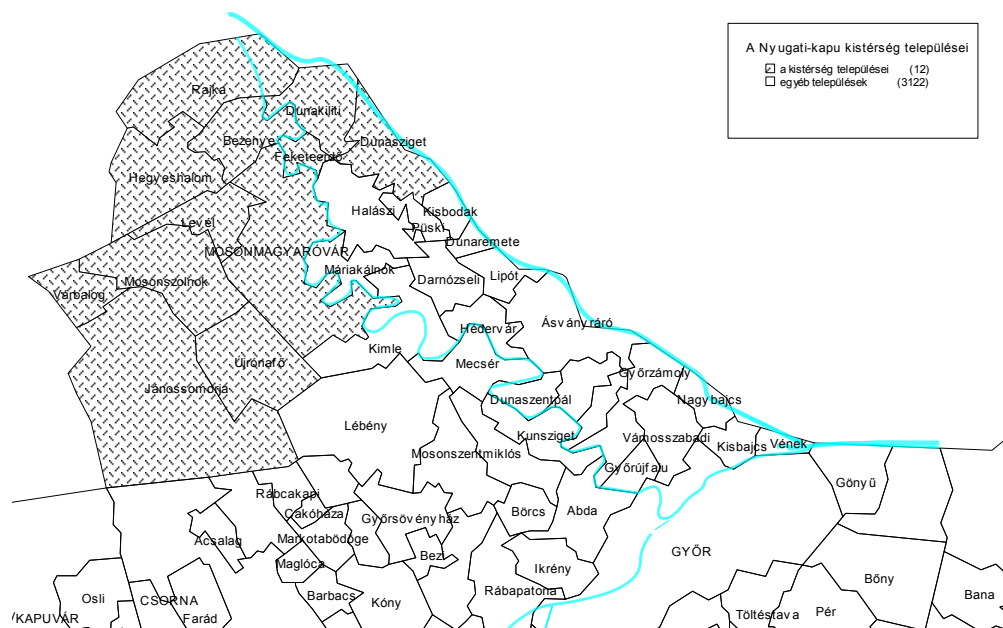 A Nyugati-kapu kistérség települései
a kistérség települései (12)
egyéb települések (3122)
Rajka
Dunakiliti
Bezenye
Dunasziget
Feketeerdő
Hegyeshalom
Halászi
Kisbodak
Levél
Püski
Dunaremete
MOSONMAGYARÓVÁR
Máriakálnok
Darnózseli
Lipót
Mosonszolnok
Várbalog
Hédervár
Ásványráró
Kimle
Mecsér
Újrónafő
Győrzámoly
Jánossomorja
Dunaszentpál
Nagybajcs
Lébény
Kunsziget
Vámosszabadi
Kisbajcs
Vének
Mosonszentmiklós
Győrújfalu
Gönyű
Rábcakapi
Cakóháza
Győrsövényház
Börcs
Abda
Acsalag
Markotabödöge
Bezi
GYŐR
Maglóca
Ikrény
Bőny
Osli
CSORNA
Barbacs
Kóny
Rábapatona
Bana
KAPUVÁR
Farád
Töltéstava
Pér